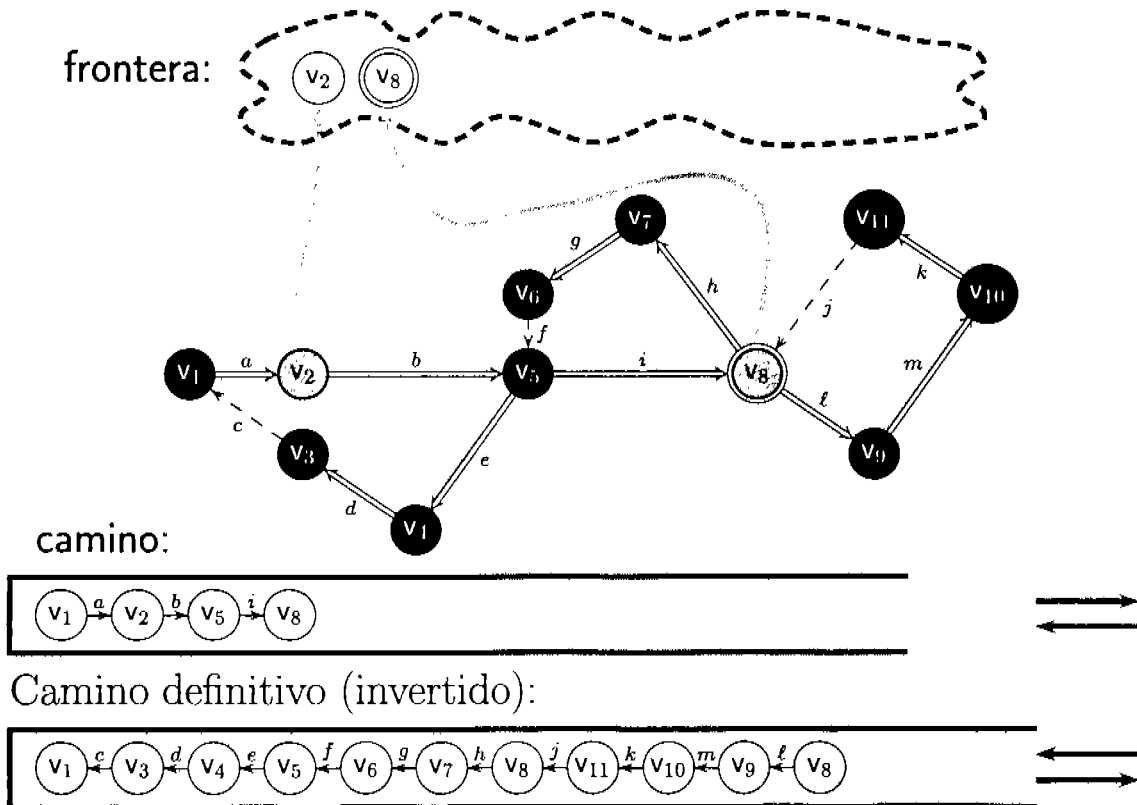 frontera:
v2 v8
v7
v11
g
k
v6
h
v10
j
f
a
b
i
m
v1
v2
v5
v8
c
ℓ
v3
e
v9
d
v1
camino:
a b i
v1 v2 v5 v8
Camino definitivo (invertido):
c d e f g h j k m ℓ
v1 v3 v4 v5 v6 v7 v8 v11 v10 v9 v8